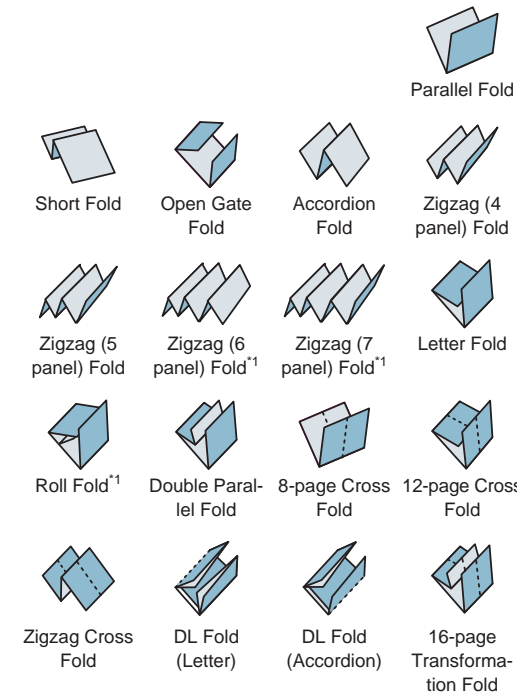 Parallel Fold
Short Fold
Open Gate
Fold
Accordion
Fold
Zigzag (4
panel) Fold
Zigzag (5
panel) Fold
Zigzag (6
panel) Fold*1
Zigzag (7
panel) Fold*1
Letter Fold
Roll Fold*1
Double Paral-
lel Fold
8-page Cross
Fold
12-page Cross
Fold
Zigzag Cross
Fold
DL Fold
(Letter)
DL Fold
(Accordion)
16-page
Transforma-
tion Fold